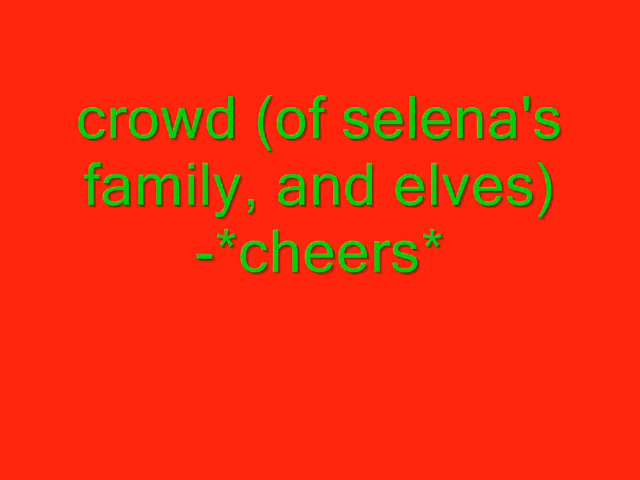 crowd (of selena's
family, and elves)
-*cheers*